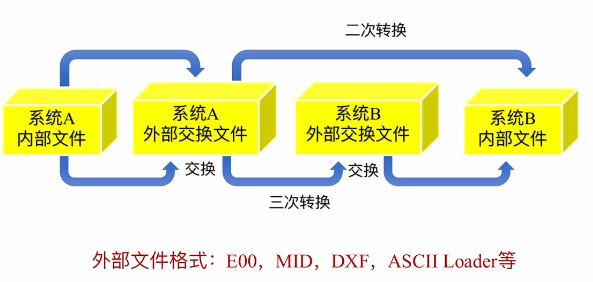 二次转换
系统A
内部文件
系统A
外部交换文件
系统B
外部交换文件
系统B
内部文件
交换
交换
三次转换
外部文件格式：E00，MID，DXF，ASCII Loader等